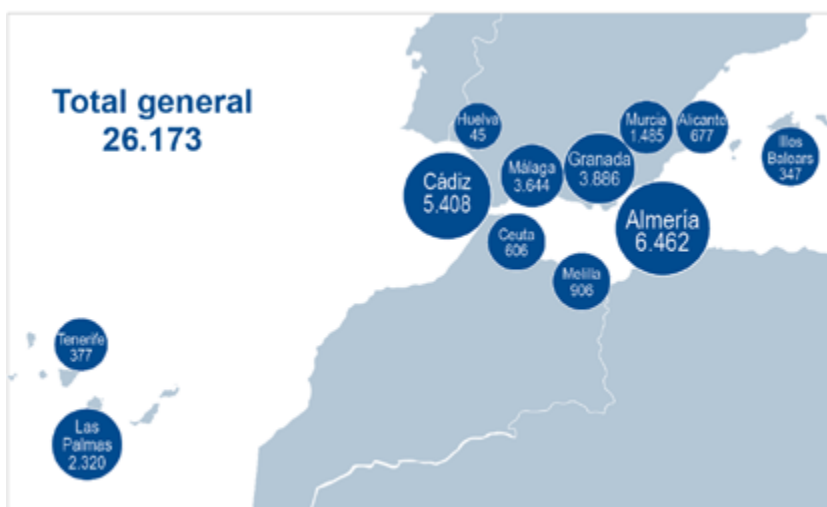 Total general
26.173
Huelva
45
Murcia
1.485
Alicante
677
Illes
Balears
347
Málaga
3.644
Granada
3.886
Cádiz
5.408
Almería
6.462
Ceuta
606
Melilla
906
Tenerife
377
Las
Palmas
2.320